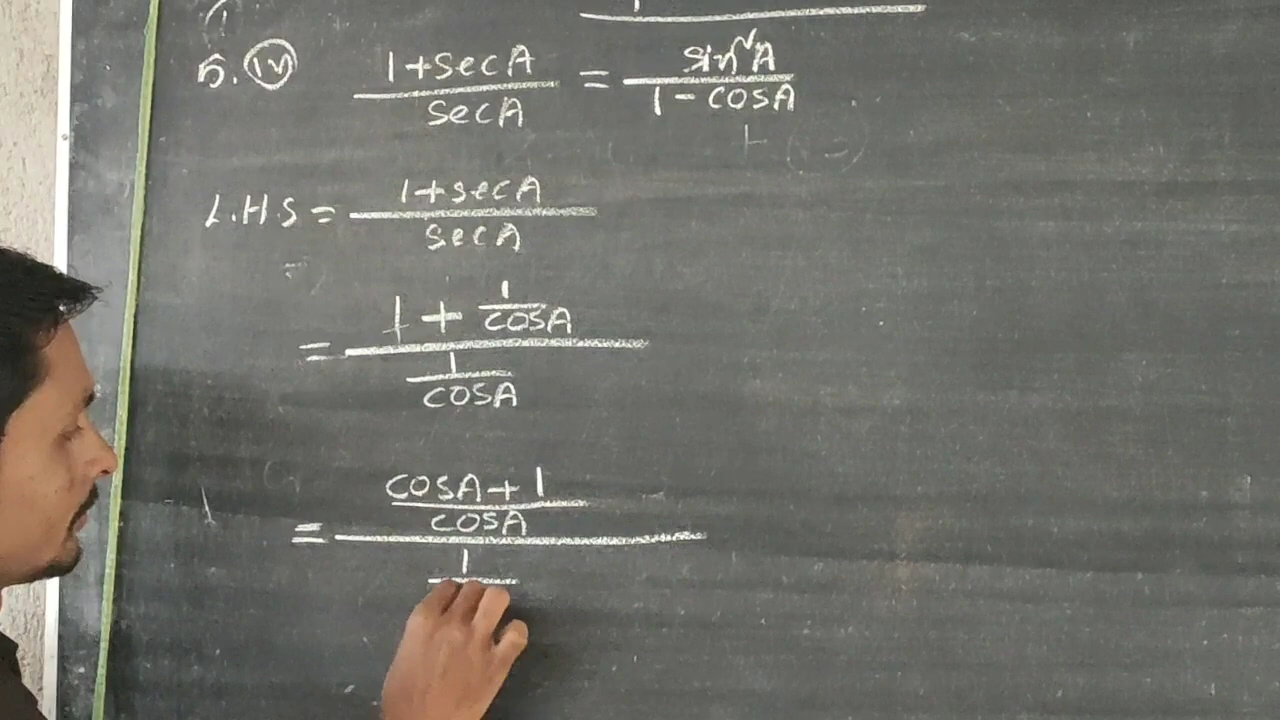 5. (iv) (1+secA)/(secA) = (sin²A)/(1-cosA)
L.H.S = (1+secA)/(secA)
= (1 + 1/cosA)/(1/cosA)
= ((cosA+1)/cosA)/(1/